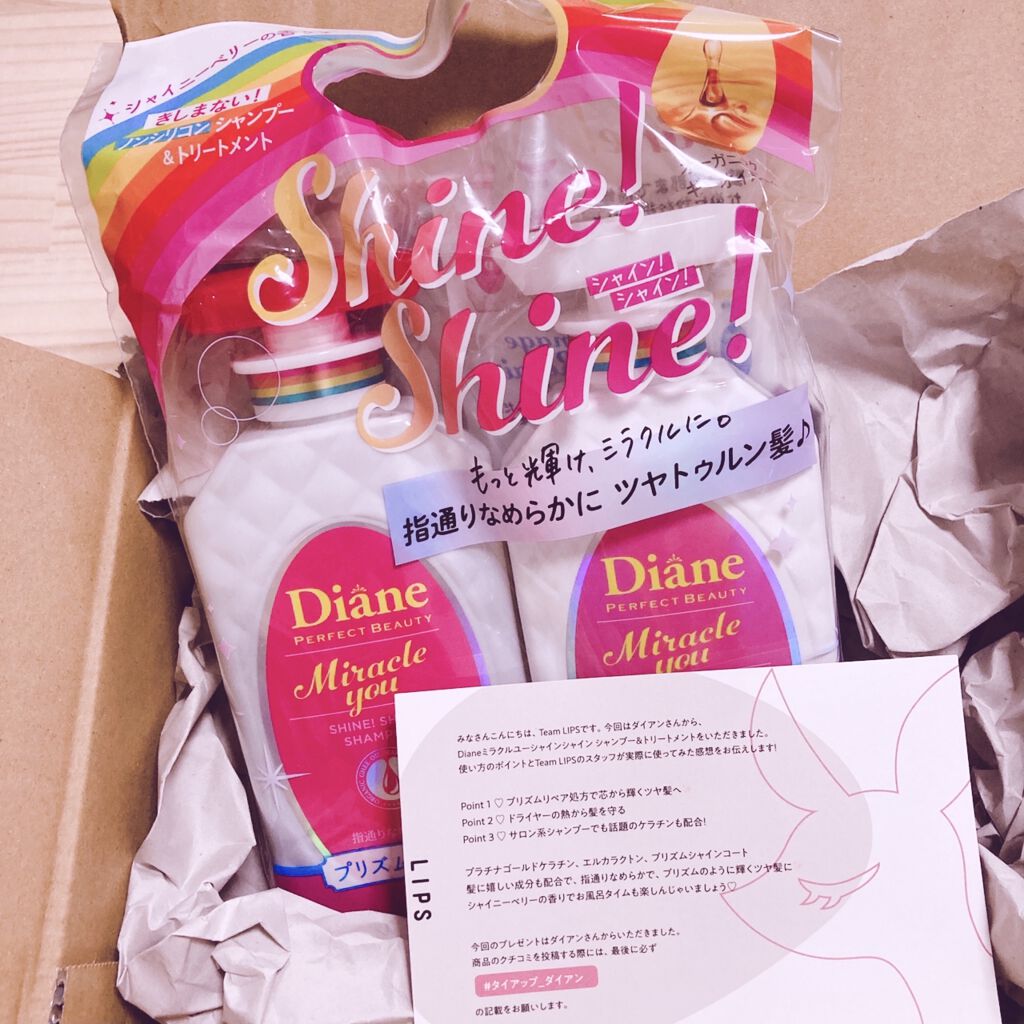 シャイニーベリーの香り
きしまない!
ノンシリコン シャンプー
&トリートメント
Shine!
Shine!
シャイン!
シャイン!
もっと輝け、ミラクルに。
指通りなめらかに ツヤトゥルン髪♪
Diane
PERFECT BEAUTY
Miracle
you
SHINE!
Diane
PERFECT BEAUTY
Miracle
you
プリズム
LIPS
みなさんこんにちは、Team LIPSです。今回はダイアンさんから、
Dianeミラクルユーシャインシャイン シャンプー&トリートメントをいただきました。
使い方のポイントとTeam LIPSのスタッフが実際に使ってみた感想をお伝えします!
Point 1 ♡ プリズムリペア処方で芯から輝くツヤ髪へ
Point 2 ♡ ドライヤーの熱から髪を守る
Point 3 ♡ サロン系シャンプーでも話題のケラチンも配合!
プラチナゴールドケラチン、エルカラクトン、プリズムシャインコート
髪に嬉しい成分も配合で、指通りなめらかで、プリズムのように輝くツヤ髪に
シャイニーベリーの香りでお風呂タイムも楽しんじゃいましょう♡
今回のプレゼントはダイアンさんからいただきました。
商品のクチコミを投稿する際には、最後に必ず
#タイアップ_ダイアン
の記載をお願いします。